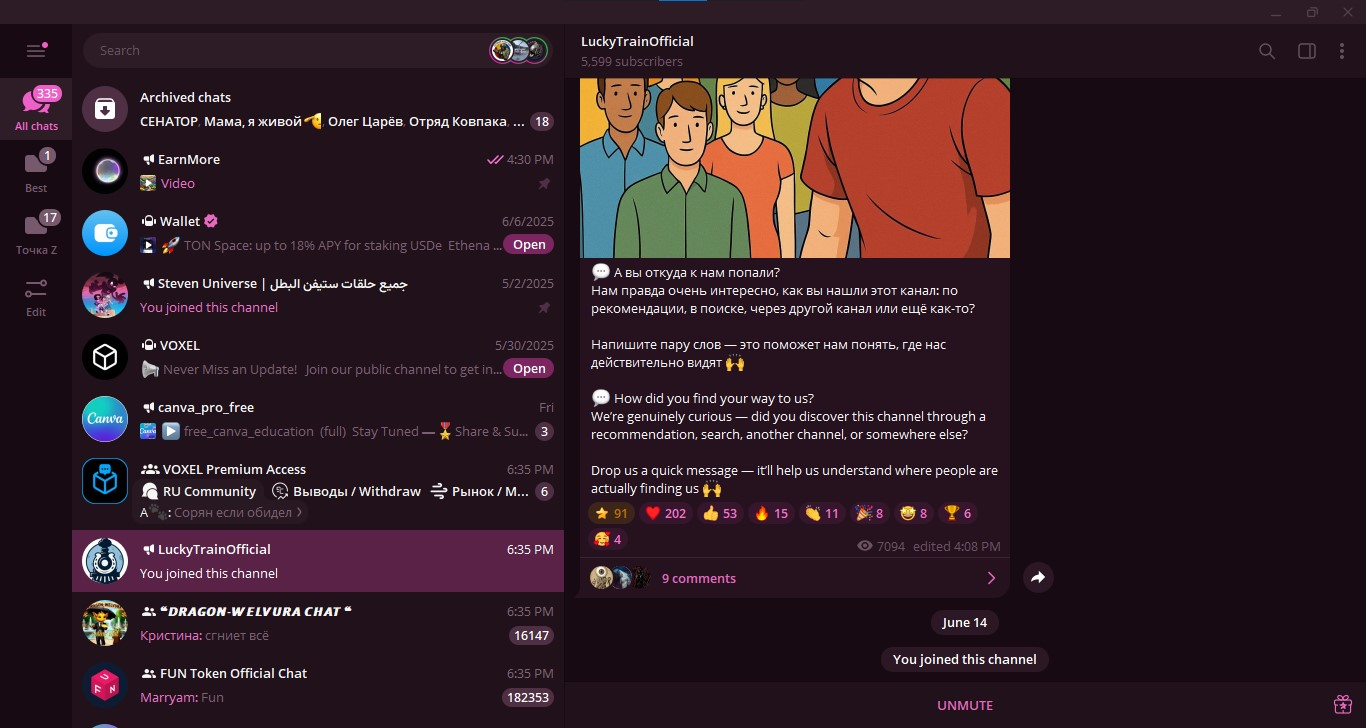 Search
335
All chats
1
Best
17
Точка Z
Edit
Archived chats
СЕНАТОР, Мама, я живой🫡, Олег Царёв, Отряд Ковпака, ...
18
EarnMore
4:30 PM
Video
Wallet
6/6/2025
🚀 TON Space: up to 18% APY for staking USDe Ethena ...
Open
Steven Universe | جميع حلقات ستيفن البطل
5/2/2025
You joined this channel
VOXEL
5/30/2025
Never Miss an Update! Join our public channel to get in...
Open
canva_pro_free
Fri
Canva
▶️ free_canva_education (full) Stay Tuned — 🎖 Share & Su...
3
VOXEL Premium Access
6:35 PM
RU Community Выводы / Withdraw Рынок / M...
6
А🐾: Сорян если обидел
LuckyTrainOfficial
6:35 PM
You joined this channel
❝DRAGON-WELVURA CHAT ❝
6:35 PM
Кристина: сгниет всё
16147
FUN Token Official Chat
6:35 PM
FUN
Marryam: Fun
182353
LuckyTrainOfficial
5,599 subscribers
💬 А вы откуда к нам попали?
Нам правда очень интересно, как вы нашли этот канал: по
рекомендации, в поиске, через другой канал или ещё как-то?
Напишите пару слов — это поможет нам понять, где нас
действительно видят 🙌
💬 How did you find your way to us?
We're genuinely curious — did you discover this channel through a
recommendation, search, another channel, or somewhere else?
Drop us a quick message — it'll help us understand where people are
actually finding us 🙌
⭐ 91 ❤️ 202 👍 53 🔥 15 👏 11 🎉 8 🤩 8 🏆 6
🥰 4
7094 edited 4:08 PM
9 comments
June 14
You joined this channel
UNMUTE